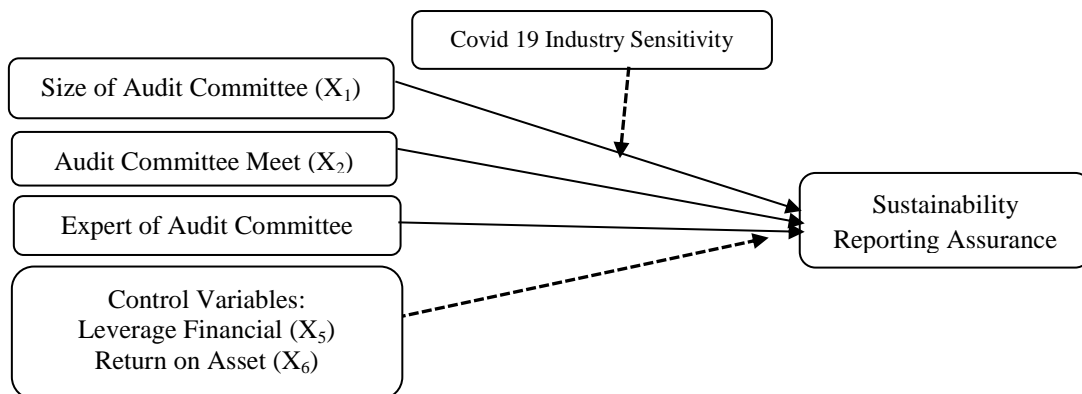 Covid 19 Industry Sensitivity
Size of Audit Committee (X₁)
Audit Committee Meet (X₂)
Expert of Audit Committee
Control Variables:
Leverage Financial (X₅)
Return on Asset (X₆)
Sustainability
Reporting Assurance